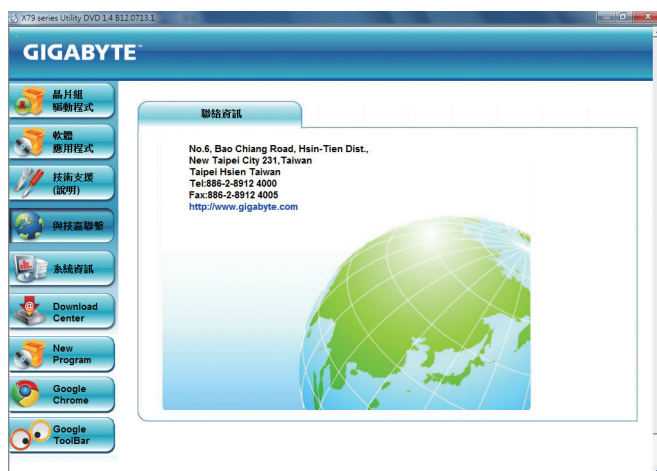 X79 series Utility DVD 1.4 B12.0713.1
GIGABYTE™
晶片組
驅動程式
軟體
應用程式
技術支援
(說明)
與技嘉聯繫
系統資訊
Download
Center
New
Program
Google
Chrome
Google
ToolBar
聯絡資訊
No.6, Bao Chiang Road, Hsin-Tien Dist.,
New Taipei City 231,Taiwan
Taipei Hsien Taiwan
Tel:886-2-8912 4000
Fax:886-2-8912 4005
http://www.gigabyte.com